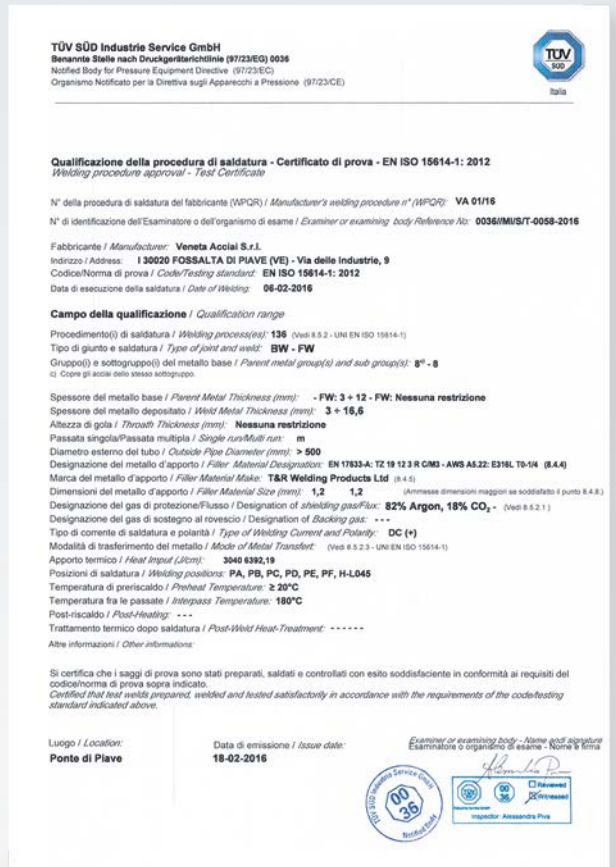 TÜV SÜD Industrie Service GmbH
Benannte Stelle nach Druckgeräterichtlinie (97/23/EG) 0036
Notified Body for Pressure Equipment Directive (97/23/EC)
Organismo Notificato per la Direttiva sugli Apparecchi a Pressione (97/23/CE)
TÜV
SÜD
Italia
Qualificazione della procedura di saldatura - Certificato di prova - EN ISO 15614-1: 2012
Welding procedure approval - Test Certificate
N° della procedura di saldatura del fabbricante (WPQR) / Manufacturer's welding procedure n° (WPQR): VA 01/16
N° di identificazione dell'Esaminatore o dell'organismo di esame / Examiner or examining body Reference No: 0036//MI/S/T-0058-2016
Fabbricante / Manufacturer: Veneta Acciai S.r.l.
Indirizzo / Address: I 30020 FOSSALTA DI PIAVE (VE) - Via delle Industrie, 9
Codice/Norma di prova / Code/Testing standard: EN ISO 15614-1: 2012
Data di esecuzione della saldatura / Date of Welding: 06-02-2016
Campo della qualificazione / Qualification range
Procedimento(i) di saldatura / Welding process(es): 136 (Vedi 8.5.2 - UNI EN ISO 15614-1)
Tipo di giunto e saldatura / Type of joint and weld: BW - FW
Gruppo(i) e sottogruppo(i) del metallo base / Parent metal group(s) and sub group(s): 8c) - 8
c) Copre gli acciai dello stesso sottogruppo.
Spessore del metallo base / Parent Metal Thickness (mm): - FW: 3 ÷ 12 - FW: Nessuna restrizione
Spessore del metallo depositato / Weld Metal Thickness (mm): 3 ÷ 16,6
Altezza di gola / Throath Thickness (mm): Nessuna restrizione
Passata singola/Passata multipla / Single run/Multi run: m
Diametro esterno del tubo / Outside Pipe Diameter (mm): > 500
Designazione del metallo d'apporto / Filler Material Designation: EN 17633-A: TZ 19 12 3 R C/M3 - AWS A5.22: E316L T0-1/4 (8.4.4)
Marca del metallo d'apporto / Filler Material Make: T&R Welding Products Ltd (8.4.5)
Dimensioni del metallo d'apporto / Filler Material Size (mm): 1,2 1,2 (Ammesse dimensioni maggiori se soddisfatto il punto 8.4.8.)
Designazione del gas di protezione/Flusso / Designation of shielding gas/Flux: 82% Argon, 18% CO2 - (Vedi 8.5.2.1 )
Designazione del gas di sostegno al rovescio / Designation of Backing gas: - - -
Tipo di corrente di saldatura e polarità / Type of Welding Current and Polarity: DC (+)
Modalità di trasferimento del metallo / Mode of Metal Transfert: (Vedi 8.5.2.3 - UNI EN ISO 15614-1)
Apporto termico / Heat Imput (J/cm): 3040 6392,19
Posizioni di saldatura / Welding positions: PA, PB, PC, PD, PE, PF, H-L045
Temperatura di preriscaldo / Preheat Temperature: ≥ 20°C
Temperatura fra le passate / Interpass Temperature: 180°C
Post-riscaldo / Post-Heating: - - -
Trattamento termico dopo saldatura / Post-Weld Heat-Treatment: - - - - - -
Altre informazioni / Other informations:
Si certifica che i saggi di prova sono stati preparati, saldati e controllati con esito soddisfacente in conformità ai requisiti del
codice/norma di prova sopra indicato.
Certified that test welds prepared, welded and tested satisfactorily in accordance with the requirements of the code/testing
standard indicated above.
Luogo / Location:
Ponte di Piave
Data di emissione / Issue date:
18-02-2016
Examiner or examining body - Name andi signature
Esaminatore o organismo di esame - Nome e firma
TÜV SÜD Industrie Service GmbH
00
36
Notified Body
00
36
Reviewed
Witnessed
Inspector: Alessandra Piva